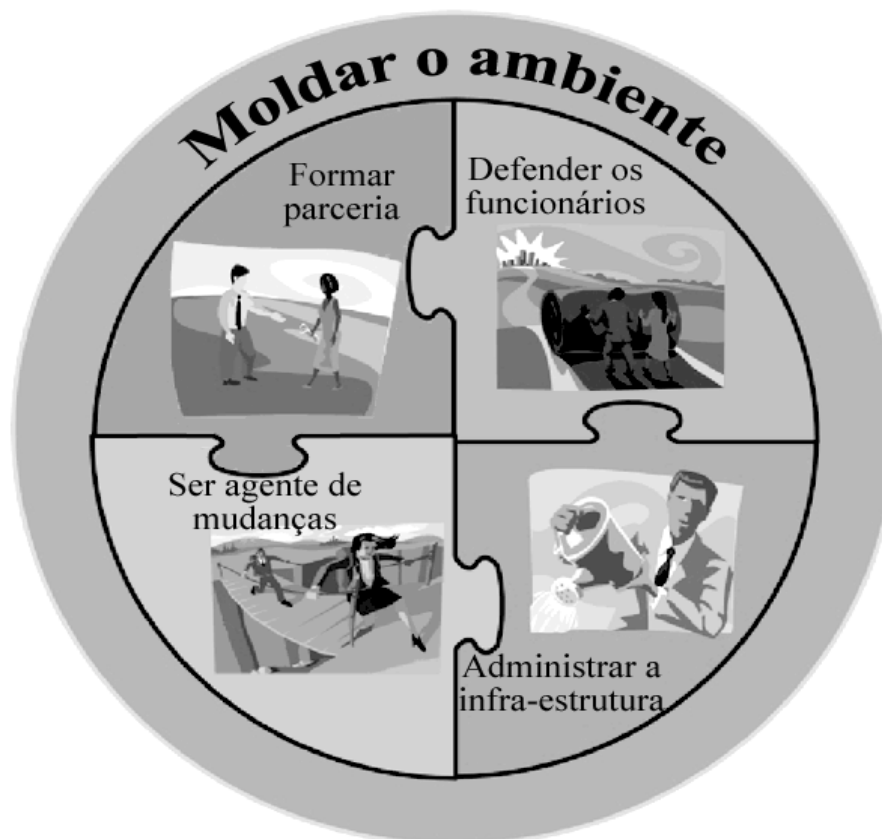 Moldar o ambiente
Formar
parceria
Defender os
funcionários
Ser agente de
mudanças
Administrar a
infra-estrutura